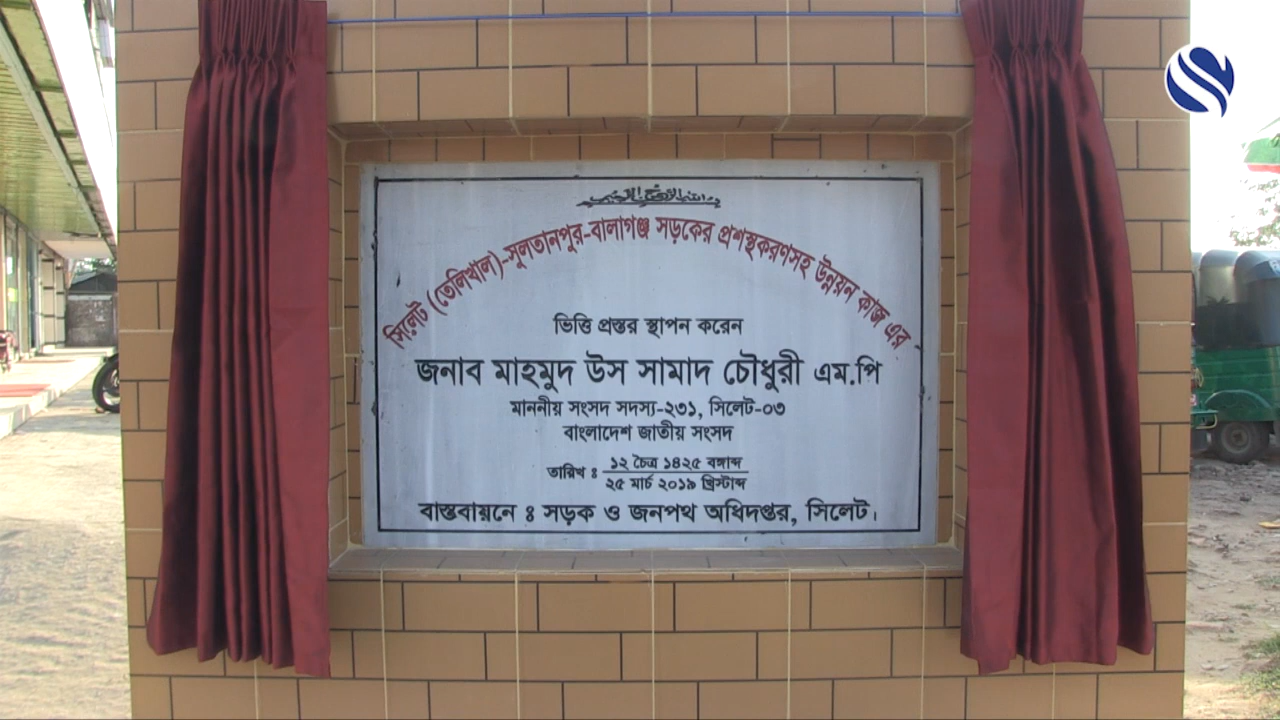 সিলেট (তেলিখাল)-সুলতানপুর-বালাগঞ্জ সড়কের প্রশস্থকরণসহ উন্নয়ন কাজ এর
ভিত্তি প্রস্তর স্থাপন করেন
জনাব মাহমুদ উস সামাদ চৌধুরী এম.পি
মাননীয় সংসদ সদস্য-২৩১, সিলেট-০৩
বাংলাদেশ জাতীয় সংসদ
তারিখ ঃ ১২ চৈত্র ১৪২৫ বঙ্গাব্দ
২৫ মার্চ ২০১৯ খ্রিস্টাব্দ
বাস্তবায়নে ঃ সড়ক ও জনপথ অধিদপ্তর, সিলেট।